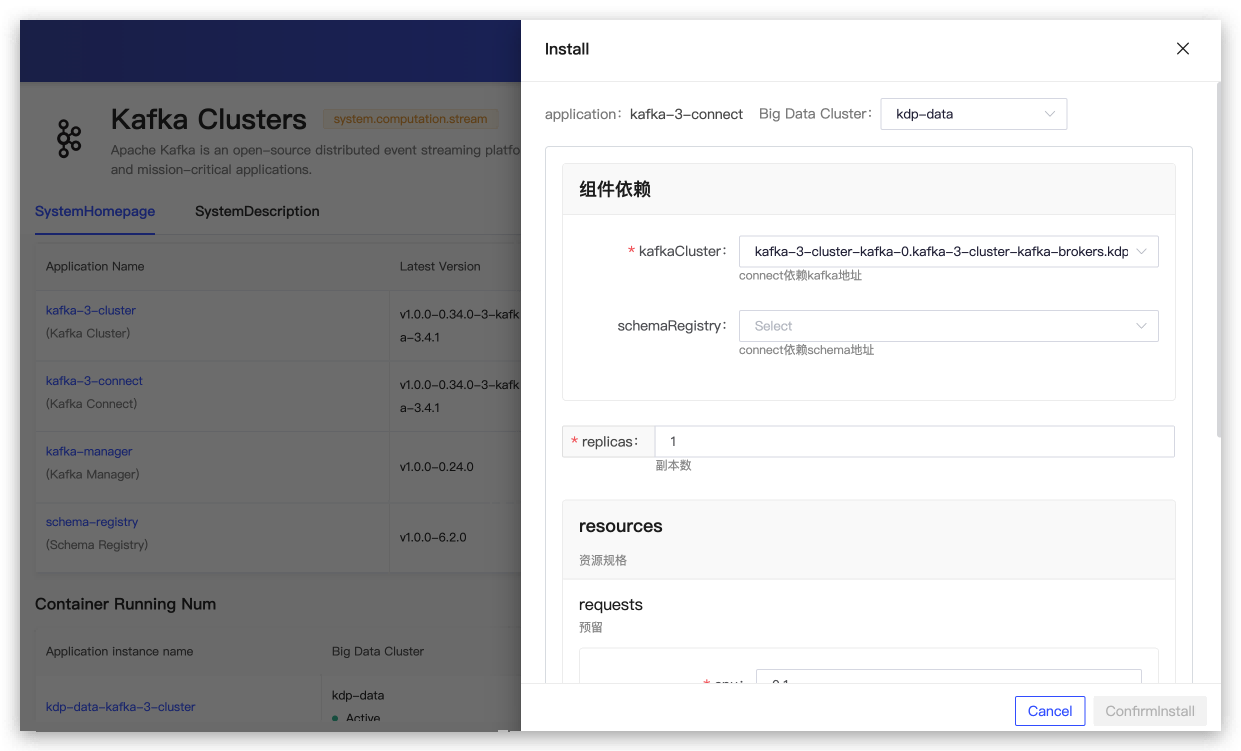 Install
application: kafka-3-connect Big Data Cluster: kdp-data
Kafka Clusters system.computation.stream
Apache Kafka is an open-source distributed event streaming platfo
and mission-critical applications.
SystemHomepage SystemDescription
Application Name Latest Version
kafka-3-cluster
(Kafka Cluster)
v1.0.0-0.34.0-3-kafk
a-3.4.1
kafka-3-connect
(Kafka Connect)
v1.0.0-0.34.0-3-kafk
a-3.4.1
kafka-manager
(Kafka Manager)
v1.0.0-0.24.0
schema-registry
(Schema Registry)
v1.0.0-6.2.0
Container Running Num
Application instance name Big Data Cluster
kdp-data-kafka-3-cluster
kdp-data
Active
组件依赖
* kafkaCluster: kafka-3-cluster-kafka-0.kafka-3-cluster-kafka-brokers.kdp
connect依赖kafka地址
schemaRegistry: Select
connect依赖schema地址
* replicas: 1
副本数
resources
资源规格
requests
预留
Cancel ConfirmInstall